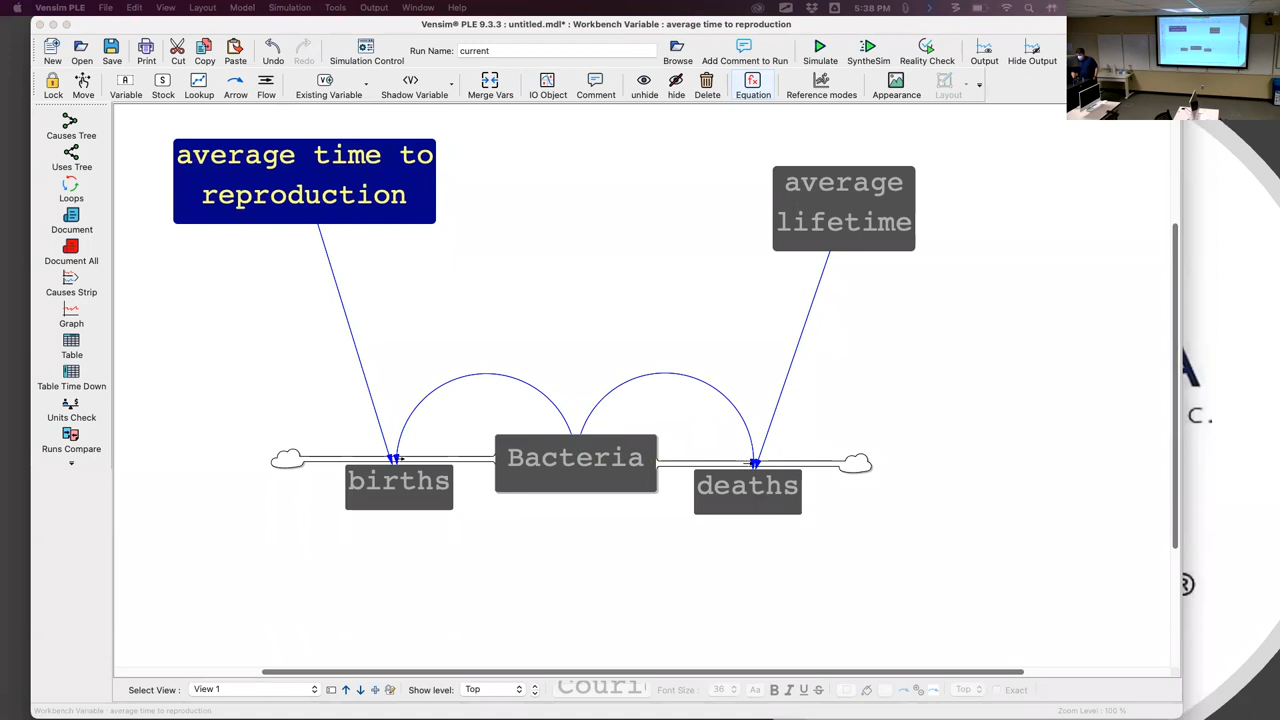 Vensim PLE File Edit View Layout Model Simulation Tools Output Window Help 5:38 PM
Vensim® PLE 9.3.3 : untitled.mdl* : Workbench Variable : average time to reproduction
New Open Save Print Cut Copy Paste Undo Redo Simulation Control Run Name: current Browse Add Comment to Run Simulate SyntheSim Reality Check Output Hide Output
Lock Move Variable Stock Lookup Arrow Flow Existing Variable Show Variable Merge Vars IO Object Comment unhide hide Delete Equation Reference modes Appearance Layout
Causes Tree
Uses Tree
Loops
Document
Document All
Causes Strip
Graph
Table
Table Time Down
Units Check
Runs Compare
average time to
reproduction
average
lifetime
births
Bacteria
deaths
A
C.
®
Select View : View 1 Show level: Top Font Size : 36 Aa B I U S Top Exact
Workbench Variable : average time to reproduction Zoom Level : 100 %